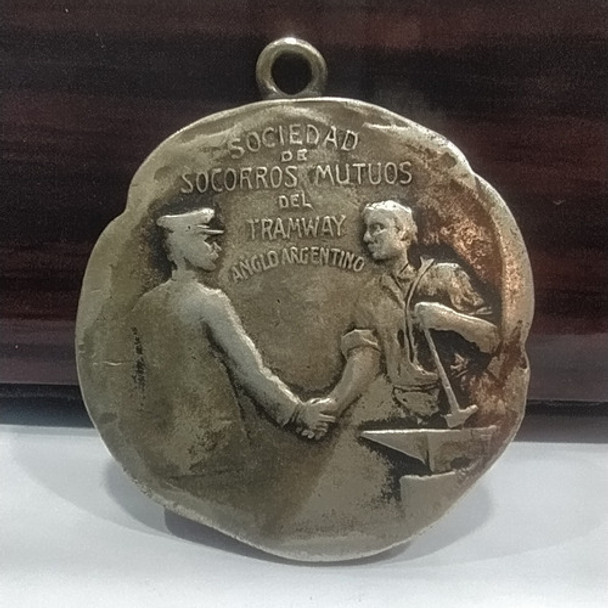 SOCIEDAD
DE
SOCORROS MUTUOS
DEL
TRAMWAY
ANGLO ARGENTINO